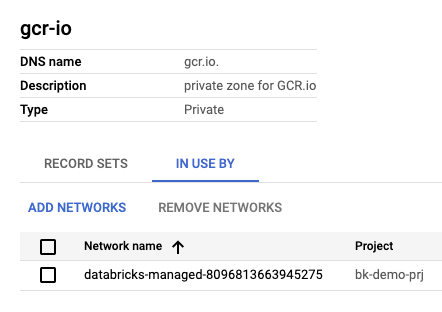 gcr-io
DNS name gcr.io.
Description private zone for GCR.io
Type Private
RECORD SETS IN USE BY
ADD NETWORKS REMOVE NETWORKS
Network name Project
databricks-managed-8096813663945275 bk-demo-prj